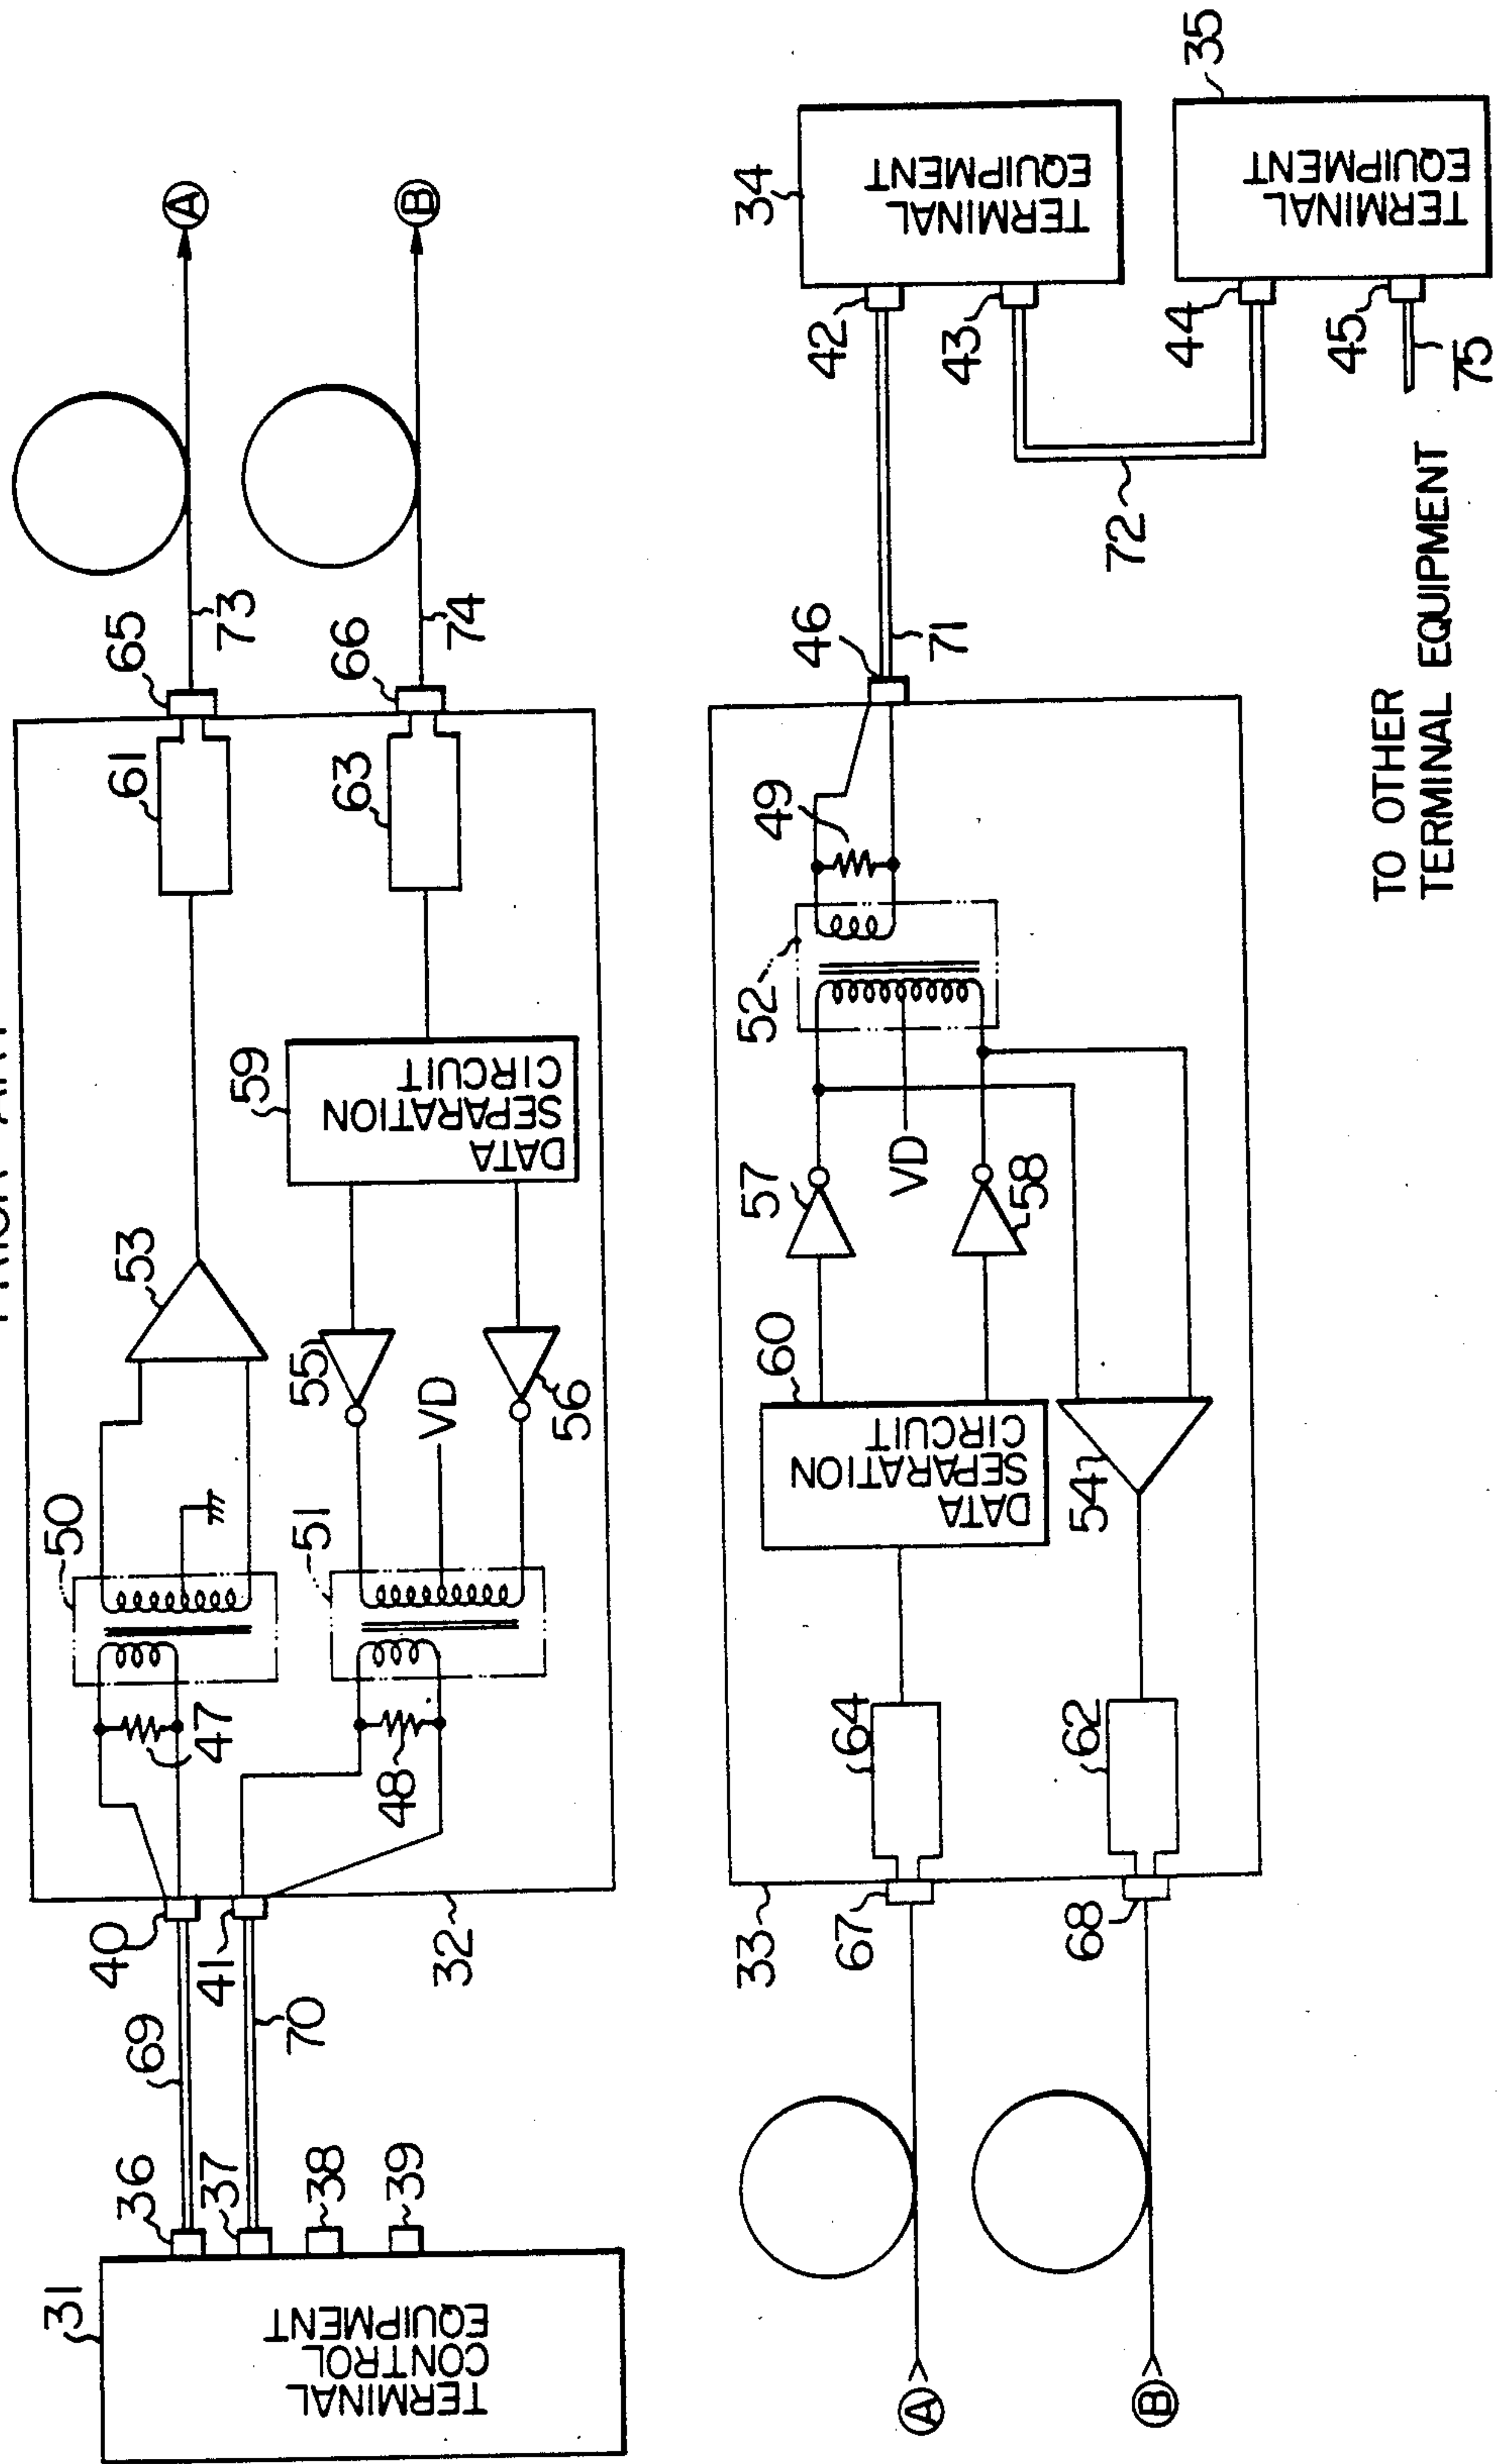 PRIOR ART
31
TERMINAL
CONTROL
EQUIPMENT
36
37
38
39
69
70
40
41
32
47
48
50
51
53
55
VD
56
59
DATA
SEPARATION
CIRCUIT
61
63
65
66
73
74
A
B
A
B
33
67
68
64
62
60
DATA
SEPARATION
CIRCUIT
54
57
58
VD
52
49
46
71
72
42
43
34
TERMINAL
EQUIPMENT
44
45
35
TERMINAL
EQUIPMENT
75
TO OTHER
TERMINAL EQUIPMENT